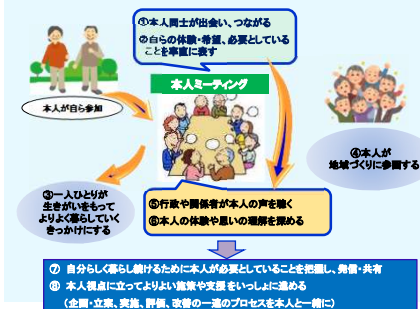 ①本人同士が出会い、つながる
②自らの体験・希望、必要としている
ことを率直に表す
本人ミーティング
本人が自ら参加
③一人ひとりが
生きがいをもって
よりよく暮らしていく
きっかけにする
④本人が
地域づくりに参画する
⑤行政や関係者が本人の声を聴く
⑥本人の体験や思いの理解を深める
⑦ 自分らしく暮らし続けるために本人が必要としていることを把握し、発信・共有
⑧ 本人視点に立ってよりよい施策や支援をいっしょに進める
(企画・立案、実施、評価、改善の一連のプロセスを本人と一緒に)